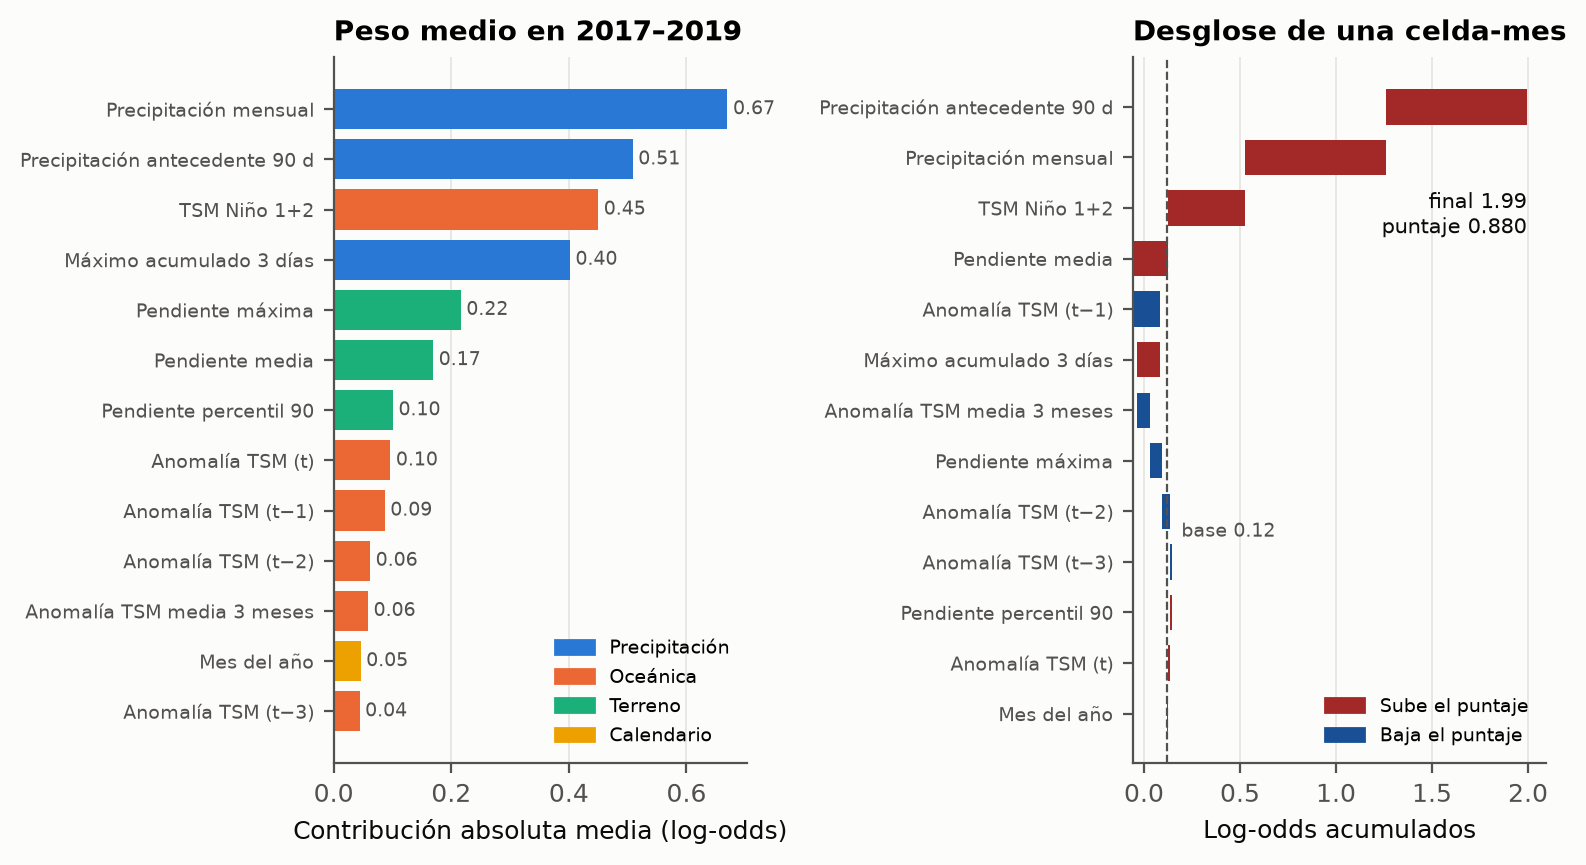 Peso medio en 2017–2019
Precipitación mensual
0.67
Precipitación antecedente 90 d
0.51
TSM Niño 1+2
0.45
Máximo acumulado 3 días
0.40
Pendiente máxima
0.22
Pendiente media
0.17
Pendiente percentil 90
0.10
Anomalía TSM (t)
0.10
Anomalía TSM (t−1)
0.09
Anomalía TSM (t−2)
0.06
Anomalía TSM media 3 meses
0.06
Mes del año
0.05
Anomalía TSM (t−3)
0.04
Precipitación
Oceánica
Terreno
Calendario
0.0 0.2 0.4 0.6
Contribución absoluta media (log-odds)
Desglose de una celda-mes
Precipitación antecedente 90 d
Precipitación mensual
TSM Niño 1+2
final 1.99
puntaje 0.880
Pendiente media
Anomalía TSM (t−1)
Máximo acumulado 3 días
Anomalía TSM media 3 meses
Pendiente máxima
Anomalía TSM (t−2)
base 0.12
Anomalía TSM (t−3)
Pendiente percentil 90
Anomalía TSM (t)
Mes del año
Sube el puntaje
Baja el puntaje
0.0 0.5 1.0 1.5 2.0
Log-odds acumulados